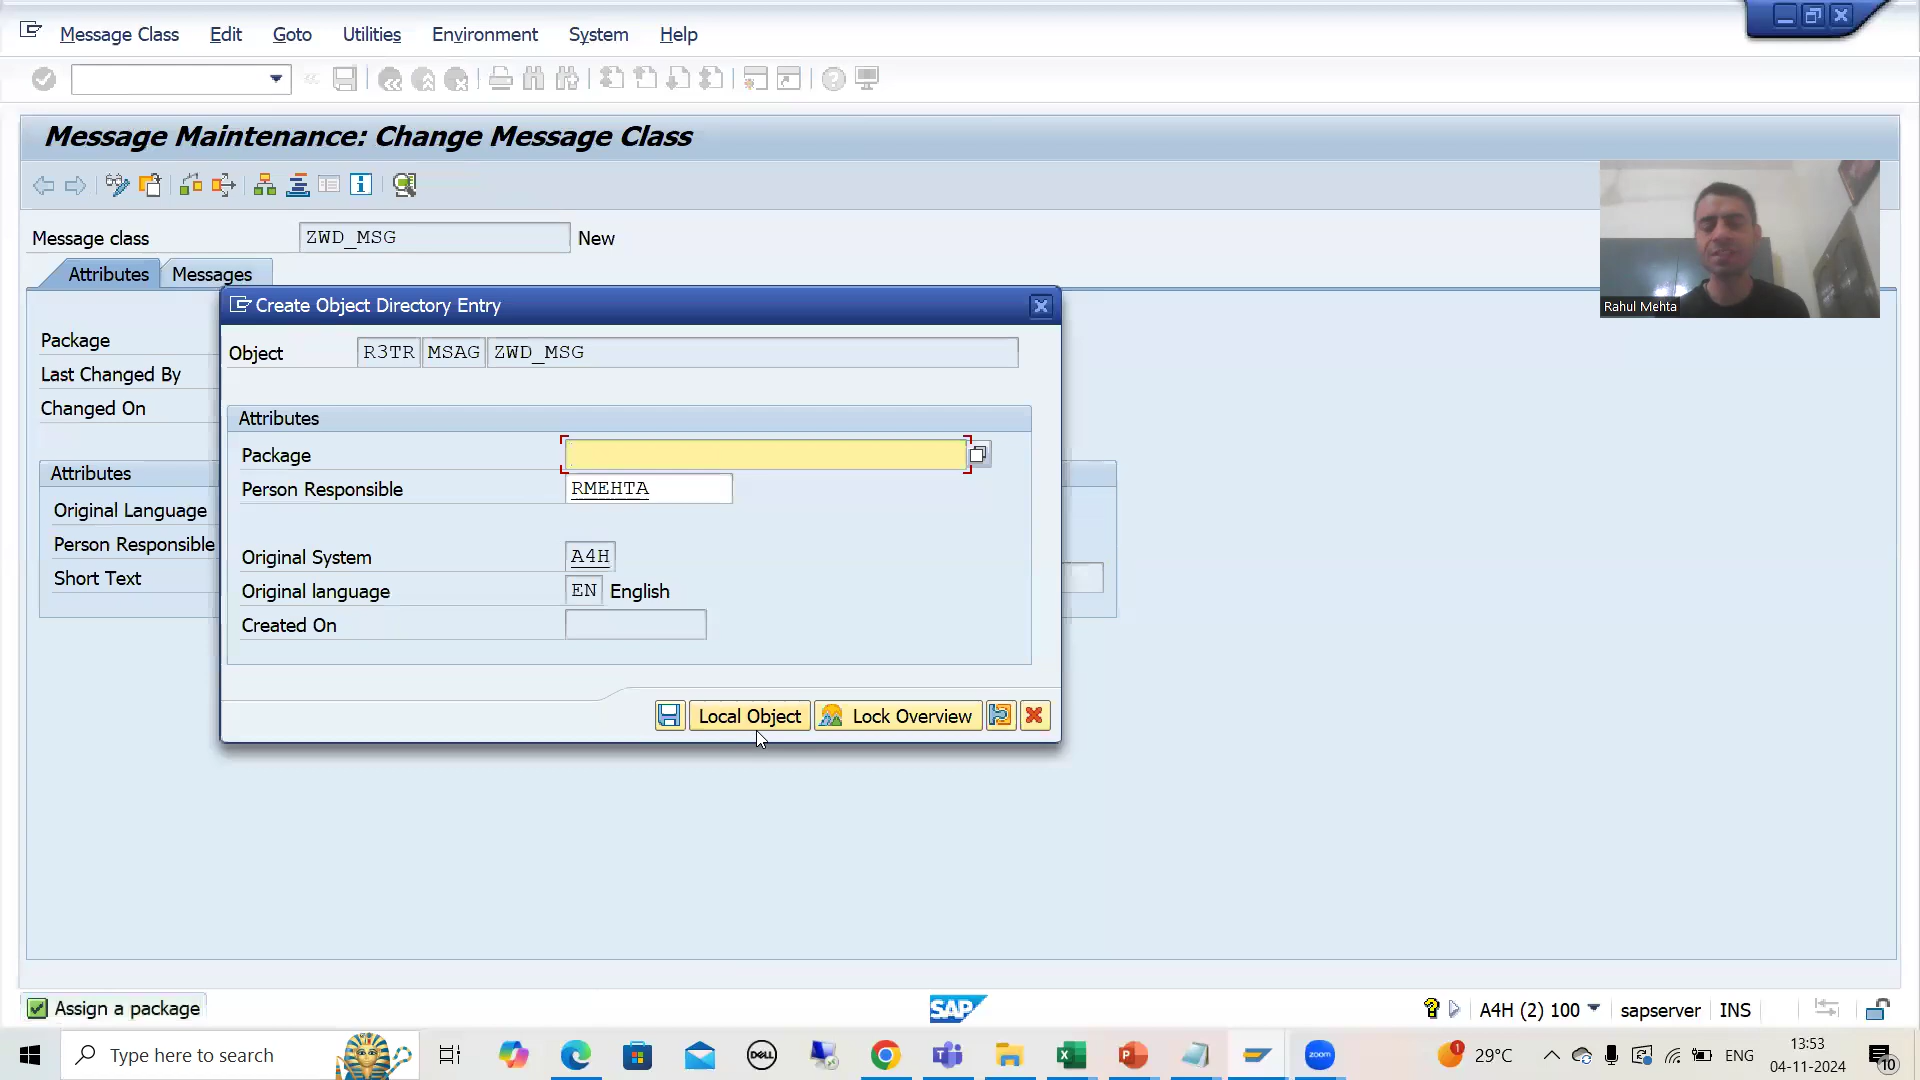 Message Class Edit Goto Utilities Environment System Help
Message Maintenance: Change Message Class
Message class ZWD_MSG New
Attributes Messages
Create Object Directory Entry
Object R3TR MSAG ZWD_MSG
Attributes
Package
Person Responsible RMEHTA
Original System A4H
Original language EN English
Created On
Local Object Lock Overview
Package
Last Changed By
Changed On
Attributes
Original Language
Person Responsible
Short Text
Rahul Mehta
Assign a package
SAP
A4H (2) 100 sapserver INS
Type here to search
DELL
zoom
1
29°C
ENG
13:53
04-11-2024
10